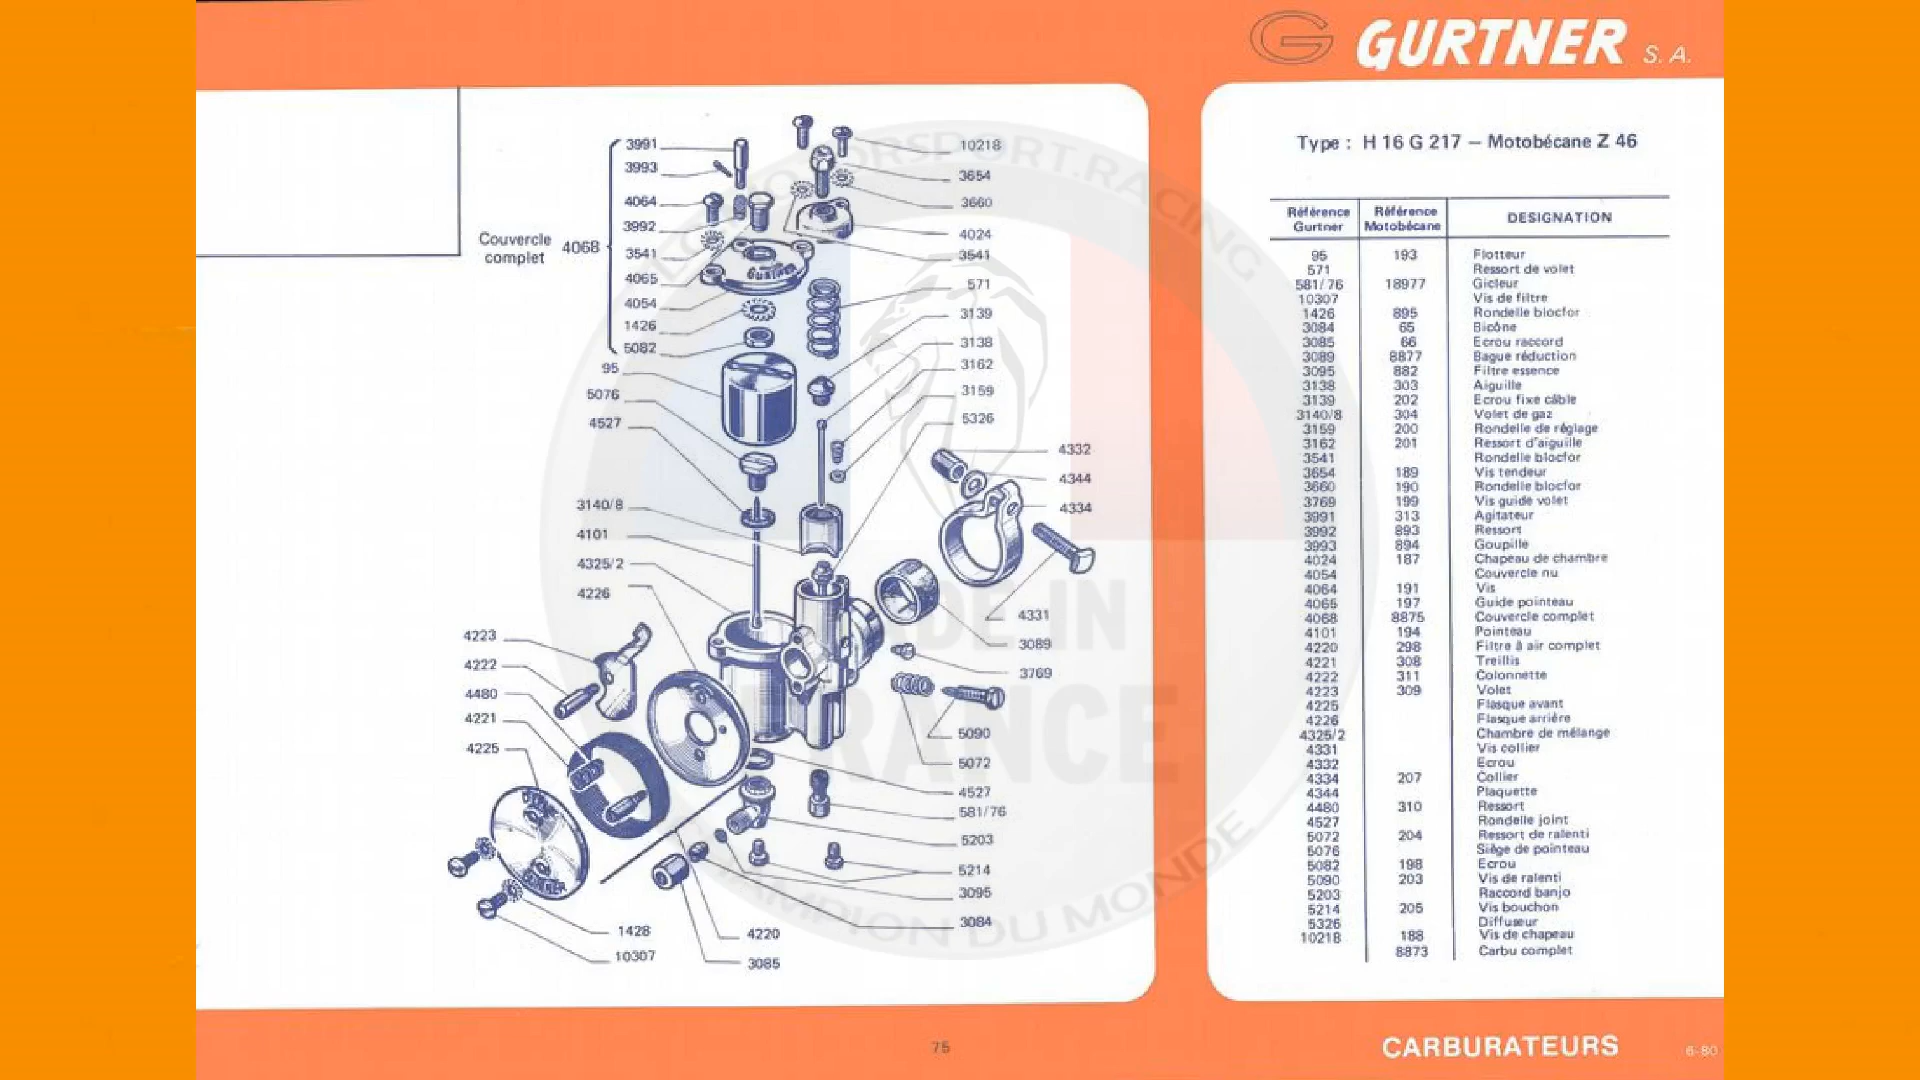 GURTNER S. A.
Type : H 16 G 217 – Motobécane Z 46
Couvercle complet 4068
3991
3993
4064
3992
3541
4065
4054
1426
5082
95
5076
4527
3140/8
4101
4325/2
4226
4223
4222
4480
4221
4225
10218
3654
3660
4024
3541
571
3139
3138
3162
3159
5326
4332
4344
4334
4331
3089
3769
5090
5072
4527
581/76
5203
5214
3095
3084
1428
10307
4220
3085
GURTNER
GURTNER
MOTORSPORT.RACING
MADE IN
FRANCE
CHAMPION DU MONDE
Référence Gurtner Référence Motobécane DESIGNATION
95 193 Flotteur
571 Ressort de volet
581/76 18977 Gicleur
10307 Vis de filtre
1426 895 Rondelle blocfor
3084 65 Bicône
3085 66 Ecrou raccord
3089 8877 Bague réduction
3095 882 Filtre essence
3138 303 Aiguille
3139 202 Ecrou fixe câble
3140/8 304 Volet de gaz
3159 200 Rondelle de réglage
3162 201 Ressort d'aiguille
3541 Rondelle blocfor
3654 189 Vis tendeur
3660 190 Rondelle blocfor
3769 199 Vis guide volet
3991 313 Agitateur
3992 893 Ressort
3993 894 Goupille
4024 187 Chapeau de chambre
4054 Couvercle nu
4064 191 Vis
4065 197 Guide pointeau
4068 8875 Couvercle complet
4101 194 Pointeau
4220 298 Filtre à air complet
4221 308 Treillis
4222 311 Colonnette
4223 309 Volet
4225 Flasque avant
4226 Flasque arrière
4325/2 Chambre de mélange
4331 Vis collier
4332 Ecrou
4334 207 Collier
4344 Plaquette
4480 310 Ressort
4527 Rondelle joint
5072 204 Ressort de ralenti
5076 Siège de pointeau
5082 198 Ecrou
5090 203 Vis de ralenti
5203 Raccord banjo
5214 205 Vis bouchon
5326 Diffuseur
10218 188 Vis de chapeau
8873 Carbu complet
75
CARBURATEURS
6-80